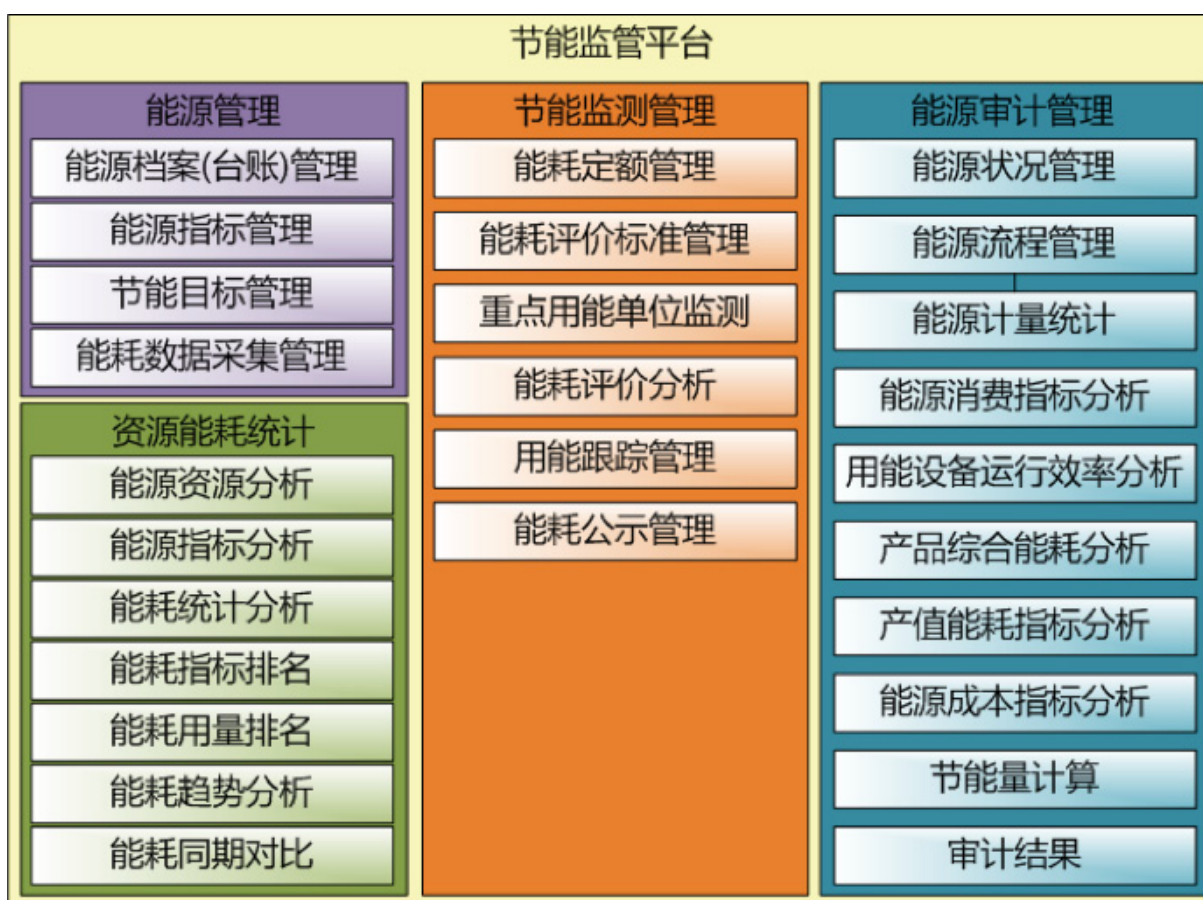 节能监管平台
能源管理
能源档案(台账)管理
能源指标管理
节能目标管理
能耗数据采集管理
资源能耗统计
能源资源分析
能源指标分析
能耗统计分析
能耗指标排名
能耗用量排名
能耗趋势分析
能耗同期对比
节能监测管理
能耗定额管理
能耗评价标准管理
重点用能单位监测
能耗评价分析
用能跟踪管理
能耗公示管理
能源审计管理
能源状况管理
能源流程管理
能源计量统计
能源消费指标分析
用能设备运行效率分析
产品综合能耗分析
产值能耗指标分析
能源成本指标分析
节能量计算
审计结果